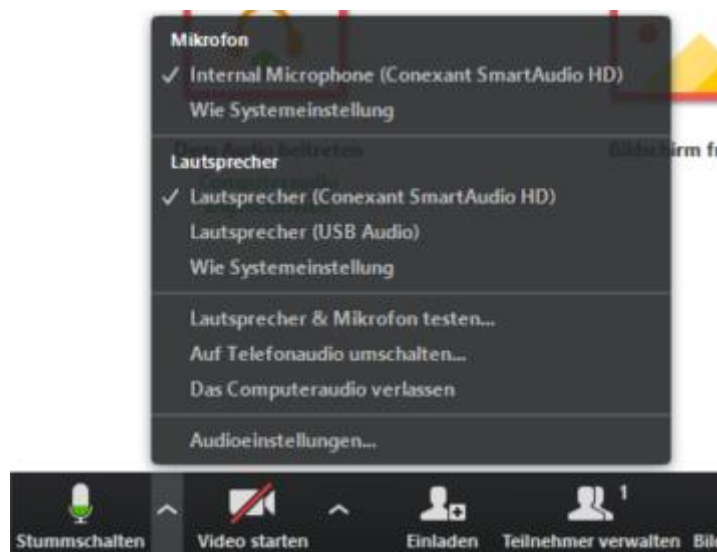 Mikrofon
Internal Microphone (Conexant SmartAudio HD)
Wie Systemeinstellung
Lautsprecher
Lautsprecher (Conexant SmartAudio HD)
Lautsprecher (USB Audio)
Wie Systemeinstellung
Lautsprecher & Mikrofon testen...
Auf Telefonaudio umschalten...
Das Computeraudio verlassen
Audioeinstellungen...
Stummschalten
Video starten
Einladen
1
Teilnehmer verwalten